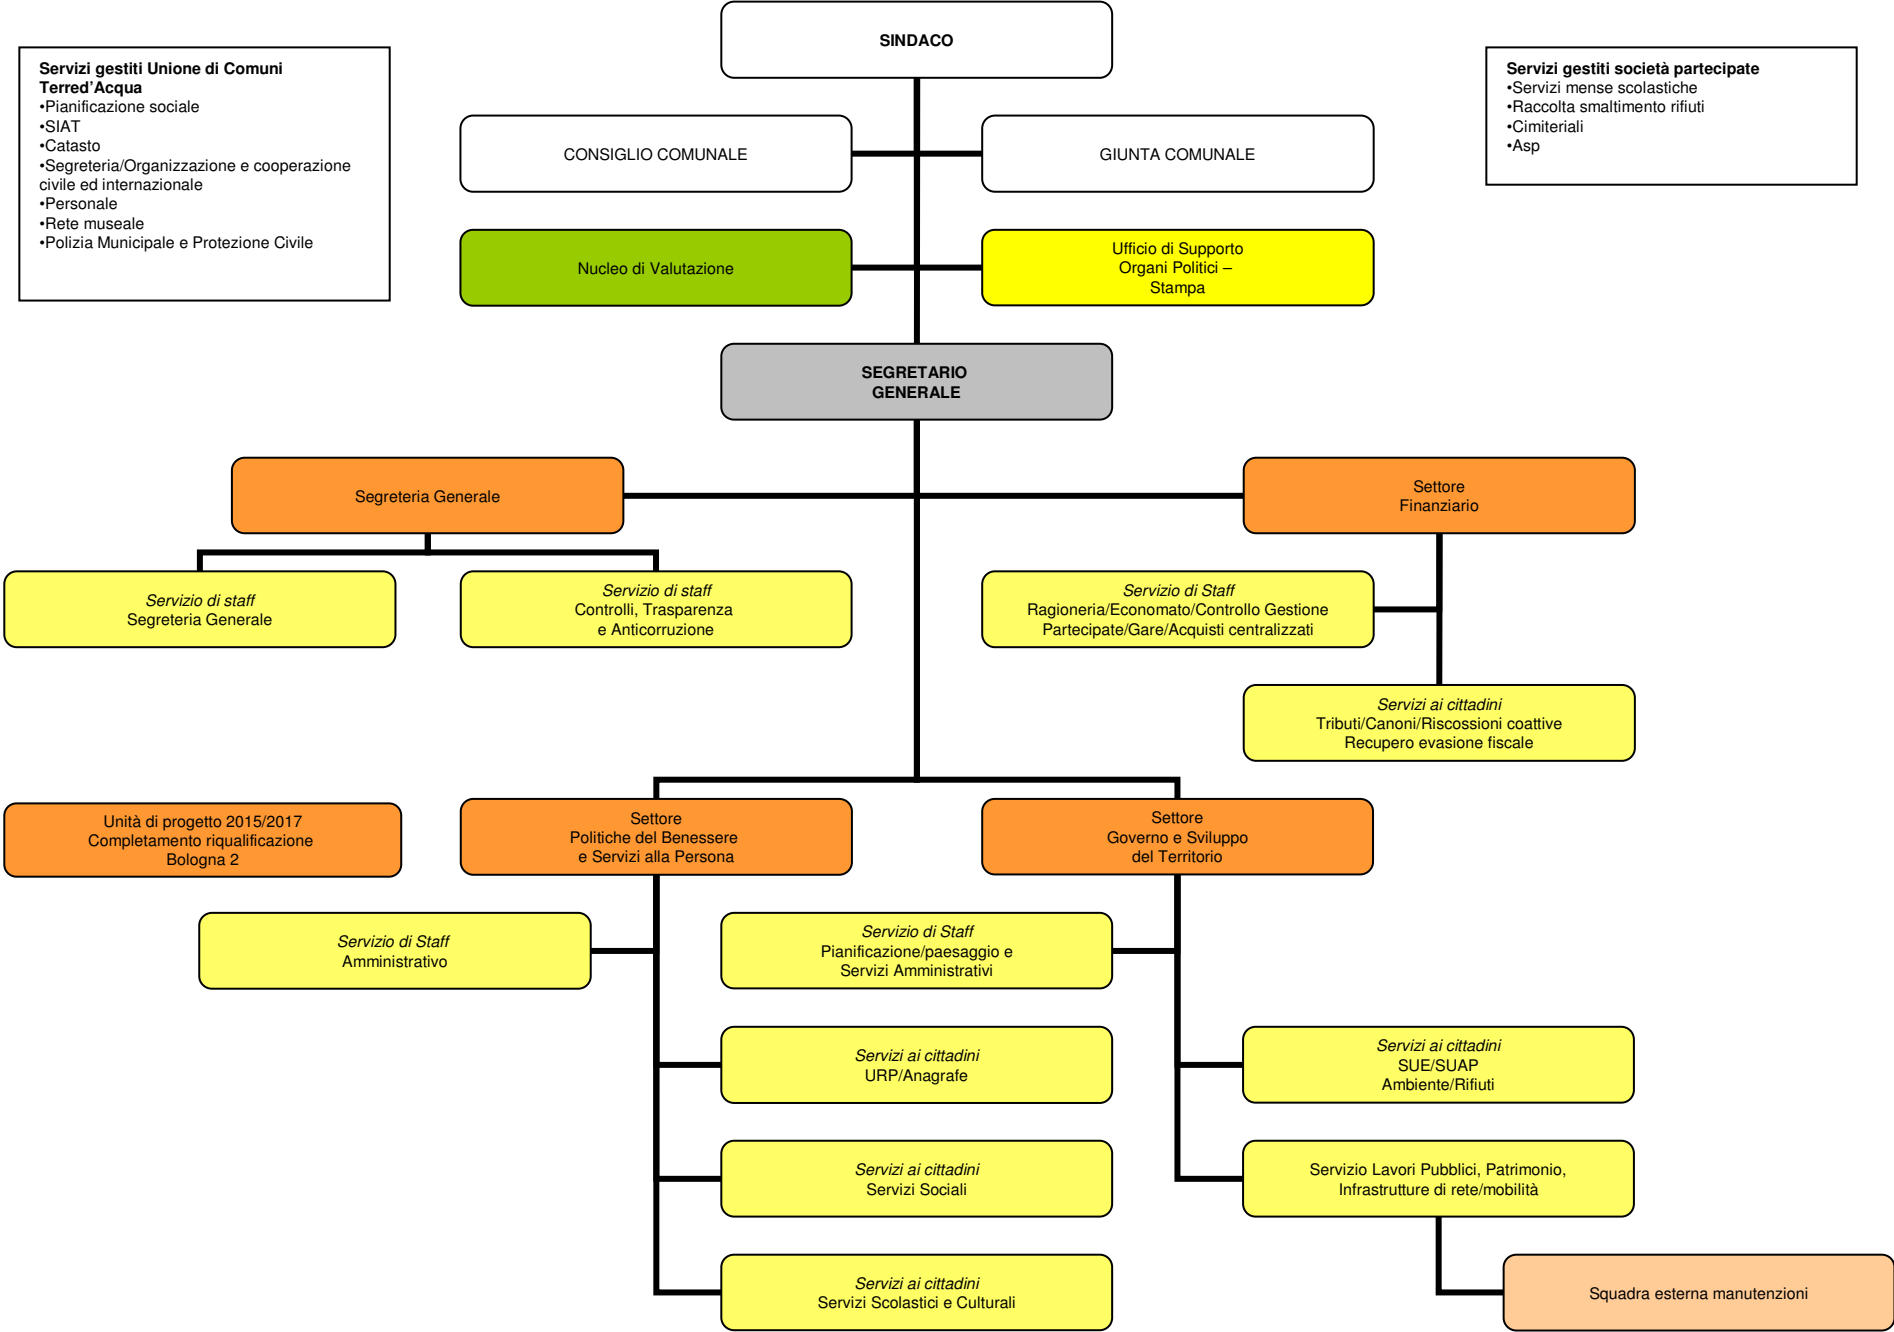 SINDACO
Servizi gestiti Unione di Comuni
Terred'Acqua
•Pianificazione sociale
•SIAT
•Catasto
•Segreteria/Organizzazione e cooperazione
civile ed internazionale
•Personale
•Rete museale
•Polizia Municipale e Protezione Civile
Servizi gestiti società partecipate
•Servizi mense scolastiche
•Raccolta smaltimento rifiuti
•Cimiteriali
•Asp
CONSIGLIO COMUNALE
GIUNTA COMUNALE
Nucleo di Valutazione
Ufficio di Supporto
Organi Politici –
Stampa
SEGRETARIO
GENERALE
Segreteria Generale
Settore
Finanziario
Servizio di staff
Segreteria Generale
Servizio di staff
Controlli, Trasparenza
e Anticorruzione
Servizio di Staff
Ragioneria/Economato/Controllo Gestione
Partecipate/Gare/Acquisti centralizzati
Servizi ai cittadini
Tributi/Canoni/Riscossioni coattive
Recupero evasione fiscale
Unità di progetto 2015/2017
Completamento riqualificazione
Bologna 2
Settore
Politiche del Benessere
e Servizi alla Persona
Settore
Governo e Sviluppo
del Territorio
Servizio di Staff
Amministrativo
Servizio di Staff
Pianificazione/paesaggio e
Servizi Amministrativi
Servizi ai cittadini
URP/Anagrafe
Servizi ai cittadini
SUE/SUAP
Ambiente/Rifiuti
Servizi ai cittadini
Servizi Sociali
Servizio Lavori Pubblici, Patrimonio,
Infrastrutture di rete/mobilità
Servizi ai cittadini
Servizi Scolastici e Culturali
Squadra esterna manutenzioni